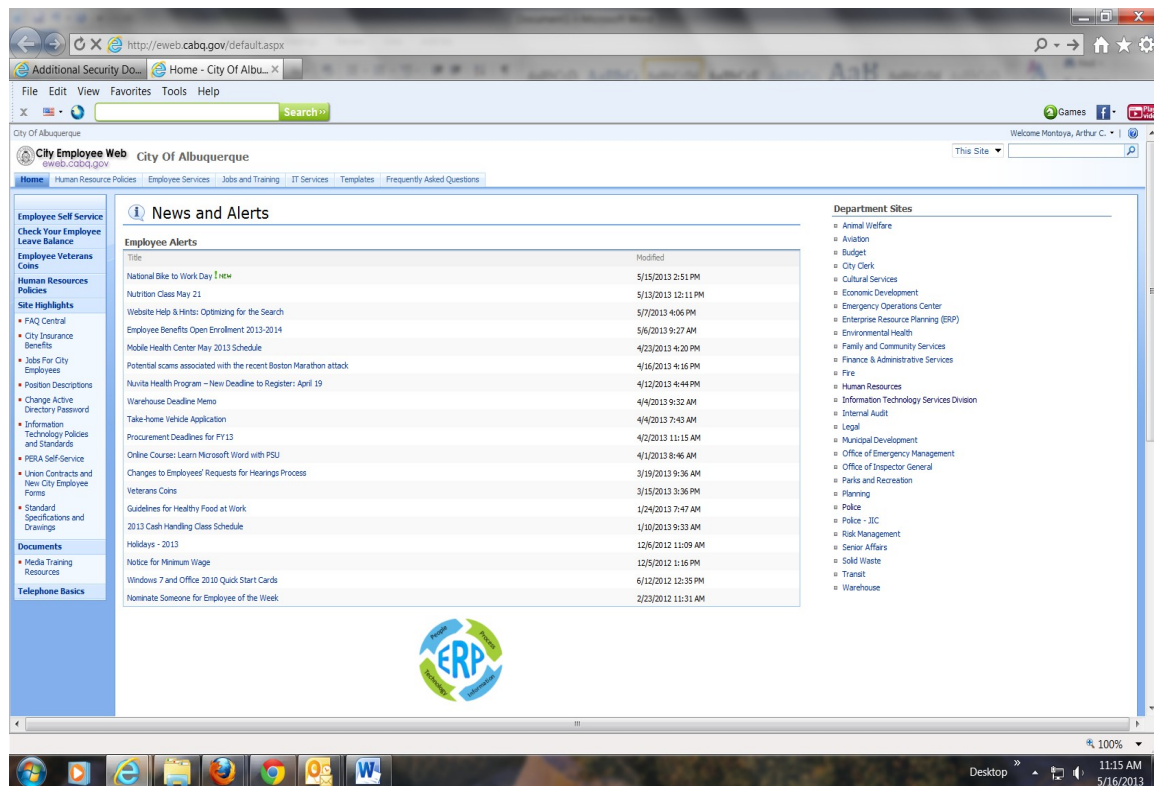 http://eweb.cabq.gov/default.aspx
Additional Security Do...
Home - City Of Albu...
File Edit View Favorites Tools Help
Search
Games
City Of Albuquerque
Welcome Montoya, Arthur C.
City Employee Web
eweb.cabq.gov
City Of Albuquerque
This Site
Home Human Resource Policies Employee Services Jobs and Training IT Services Templates Frequently Asked Questions
Employee Self Service
Check Your Employee
Leave Balance
Employee Veterans
Coins
Human Resources
Policies
Site Highlights
FAQ Central
City Insurance
Benefits
Jobs For City
Employees
Position Descriptions
Change Active
Directory Password
Information
Technology Policies
and Standards
PERA Self-Service
Union Contracts and
New City Employee
Forms
Standard
Specifications and
Drawings
Documents
Media Training
Resources
Telephone Basics
News and Alerts
Employee Alerts
Title Modified
National Bike to Work Day ! NEW 5/15/2013 2:51 PM
Nutrition Class May 21 5/13/2013 12:11 PM
Website Help & Hints: Optimizing for the Search 5/7/2013 4:06 PM
Employee Benefits Open Enrollment 2013-2014 5/6/2013 9:27 AM
Mobile Health Center May 2013 Schedule 4/23/2013 4:20 PM
Potential scams associated with the recent Boston Marathon attack 4/16/2013 4:16 PM
Nuvita Health Program – New Deadline to Register: April 19 4/12/2013 4:44 PM
Warehouse Deadline Memo 4/4/2013 9:32 AM
Take-home Vehicle Application 4/4/2013 7:43 AM
Procurement Deadlines for FY13 4/2/2013 11:15 AM
Online Course: Learn Microsoft Word with PSU 4/1/2013 8:46 AM
Changes to Employees' Requests for Hearings Process 3/19/2013 9:36 AM
Veterans Coins 3/15/2013 3:36 PM
Guidelines for Healthy Food at Work 1/24/2013 7:47 AM
2013 Cash Handling Class Schedule 1/10/2013 9:33 AM
Holidays - 2013 12/6/2012 11:09 AM
Notice for Minimum Wage 12/5/2012 1:16 PM
Windows 7 and Office 2010 Quick Start Cards 6/12/2012 12:35 PM
Nominate Someone for Employee of the Week 2/23/2012 11:31 AM
People
Process
ERP
Technology
Information
Department Sites
Animal Welfare
Aviation
Budget
City Clerk
Cultural Services
Economic Development
Emergency Operations Center
Enterprise Resource Planning (ERP)
Environmental Health
Family and Community Services
Finance & Administrative Services
Fire
Human Resources
Information Technology Services Division
Internal Audit
Legal
Municipal Development
Office of Emergency Management
Office of Inspector General
Parks and Recreation
Planning
Police
Police - JIC
Risk Management
Senior Affairs
Solid Waste
Transit
Warehouse
100%
Desktop
11:15 AM
5/16/2013